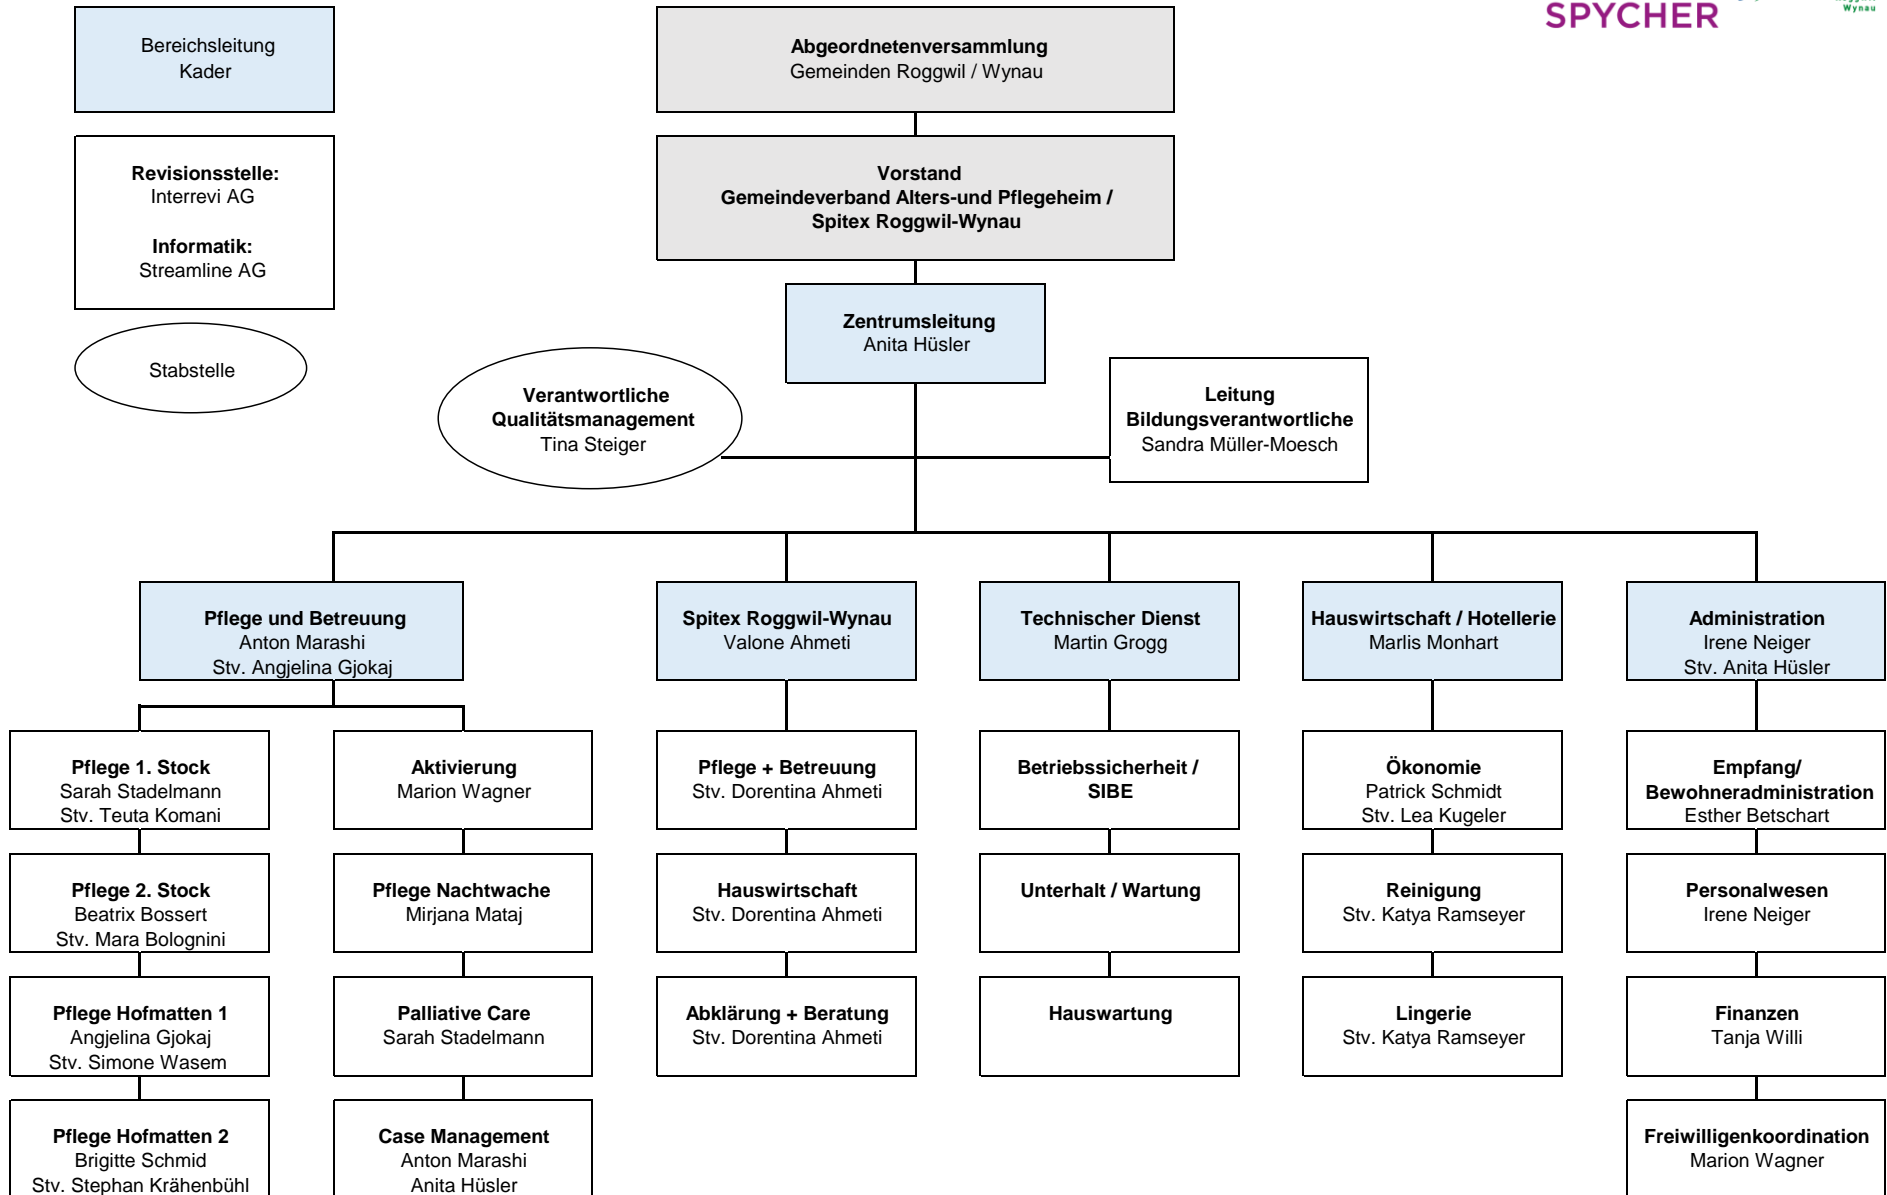 SPYCHER
Wynau
Bereichsleitung
Kader
Abgeordnetenversammlung
Gemeinden Roggwil / Wynau
Revisionsstelle:
Interrevi AG
Informatik:
Streamline AG
Vorstand
Gemeindeverband Alters-und Pflegeheim /
Spitex Roggwil-Wynau
Stabstelle
Zentrumsleitung
Anita Hüsler
Verantwortliche
Qualitätsmanagement
Tina Steiger
Leitung
Bildungsverantwortliche
Sandra Müller-Moesch
Pflege und Betreuung
Anton Marashi
Stv. Angjelina Gjokaj
Spitex Roggwil-Wynau
Valone Ahmeti
Technischer Dienst
Martin Grogg
Hauswirtschaft / Hotellerie
Marlis Monhart
Administration
Irene Neiger
Stv. Anita Hüsler
Pflege 1. Stock
Sarah Stadelmann
Stv. Teuta Komani
Aktivierung
Marion Wagner
Pflege + Betreuung
Stv. Dorentina Ahmeti
Betriebssicherheit /
SIBE
Ökonomie
Patrick Schmidt
Stv. Lea Kugeler
Empfang/
Bewohneradministration
Esther Betschart
Pflege 2. Stock
Beatrix Bossert
Stv. Mara Bolognini
Pflege Nachtwache
Mirjana Mataj
Hauswirtschaft
Stv. Dorentina Ahmeti
Unterhalt / Wartung
Reinigung
Stv. Katya Ramseyer
Personalwesen
Irene Neiger
Pflege Hofmatten 1
Angjelina Gjokaj
Stv. Simone Wasem
Palliative Care
Sarah Stadelmann
Abklärung + Beratung
Stv. Dorentina Ahmeti
Hauswartung
Lingerie
Stv. Katya Ramseyer
Finanzen
Tanja Willi
Pflege Hofmatten 2
Brigitte Schmid
Stv. Stephan Krähenbühl
Case Management
Anton Marashi
Anita Hüsler
Freiwilligenkoordination
Marion Wagner